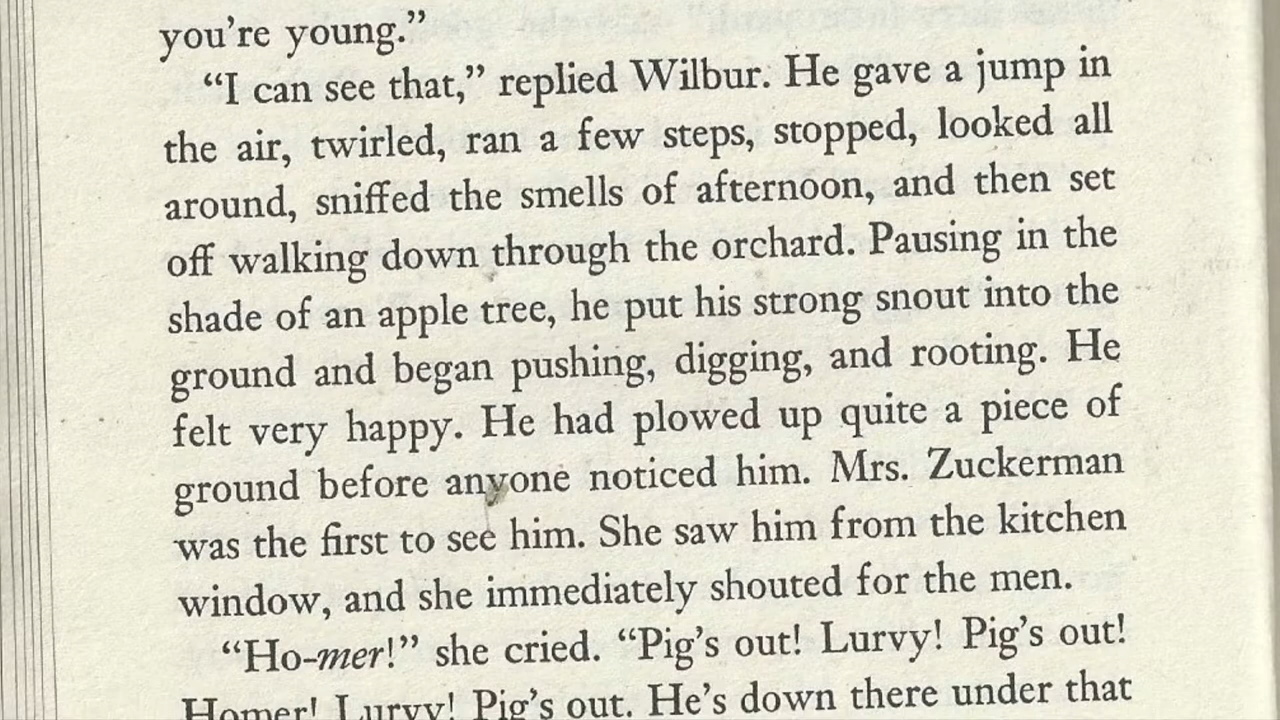 you're young.”
“I can see that,” replied Wilbur. He gave a jump in
the air, twirled, ran a few steps, stopped, looked all
around, sniffed the smells of afternoon, and then set
off walking down through the orchard. Pausing in the
shade of an apple tree, he put his strong snout into the
ground and began pushing, digging, and rooting. He
felt very happy. He had plowed up quite a piece of
ground before anyone noticed him. Mrs. Zuckerman
was the first to see him. She saw him from the kitchen
window, and she immediately shouted for the men.
“Ho-mer!” she cried. “Pig’s out! Lurvy! Pig’s out!
Homer! Lurvy! Pig’s out. He’s down there under that